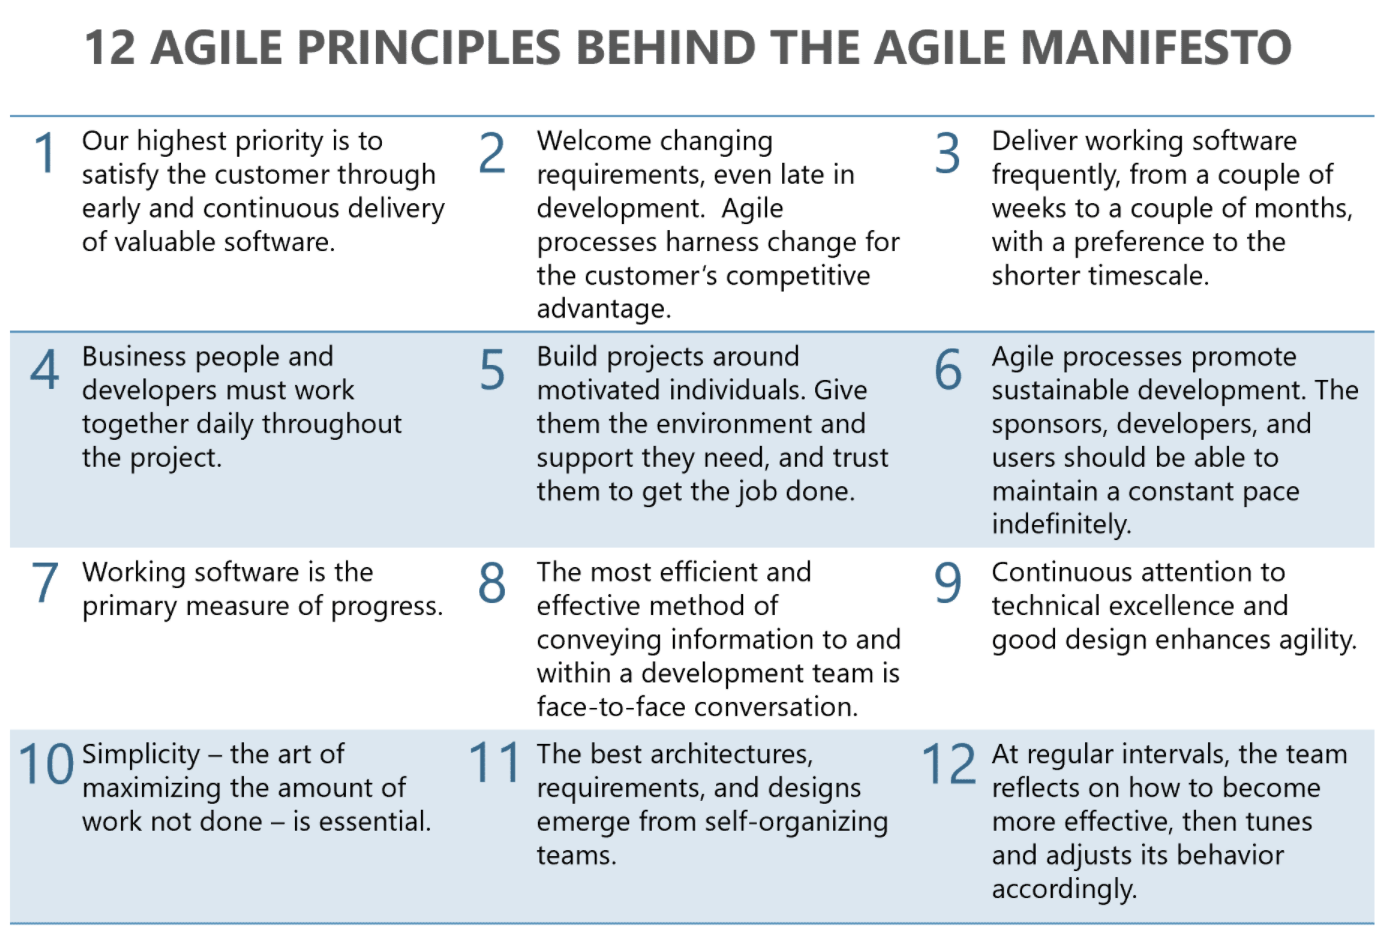 12 AGILE PRINCIPLES BEHIND THE AGILE MANIFESTO
1
Our highest priority is to
satisfy the customer through
early and continuous delivery
of valuable software.
2
Welcome changing
requirements, even late in
development.  Agile
processes harness change for
the customer’s competitive
advantage.
3
Deliver working software
frequently, from a couple of
weeks to a couple of months,
with a preference to the
shorter timescale.
4
Business people and
developers must work
together daily throughout
the project.
5
Build projects around
motivated individuals. Give
them the environment and
support they need, and trust
them to get the job done.
6
Agile processes promote
sustainable development. The
sponsors, developers, and
users should be able to
maintain a constant pace
indefinitely.
7
Working software is the
primary measure of progress.
8
The most efficient and
effective method of
conveying information to and
within a development team is
face-to-face conversation.
9
Continuous attention to
technical excellence and
good design enhances agility.
10
Simplicity – the art of
maximizing the amount of
work not done – is essential.
11
The best architectures,
requirements, and designs
emerge from self-organizing
teams.
12
At regular intervals, the team
reflects on how to become
more effective, then tunes
and adjusts its behavior
accordingly.